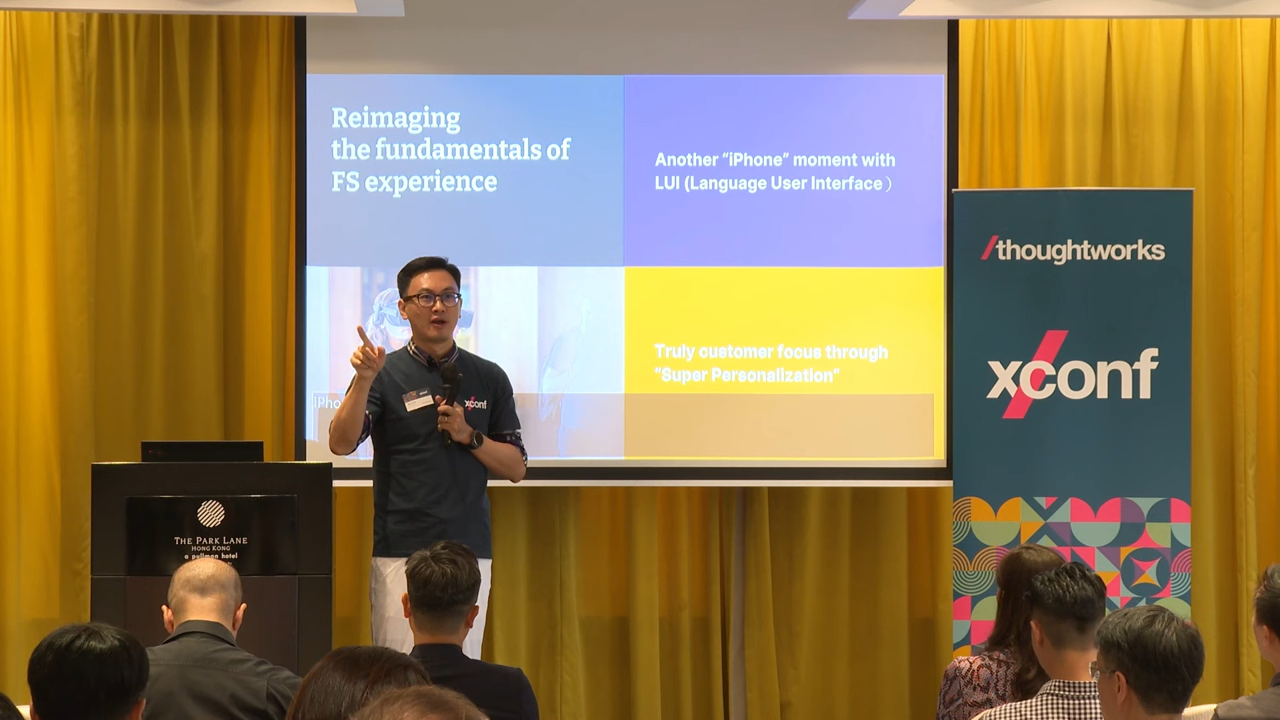 Reimaging
the fundamentals of
FS experience
Another “iPhone” moment with
LUI (Language User Interface）
Truly customer focus through
“Super Personalization”
iPho
/thoughtworks
xconf
xconf
THE PARK LANE
HONG KONG
a pullman hotel